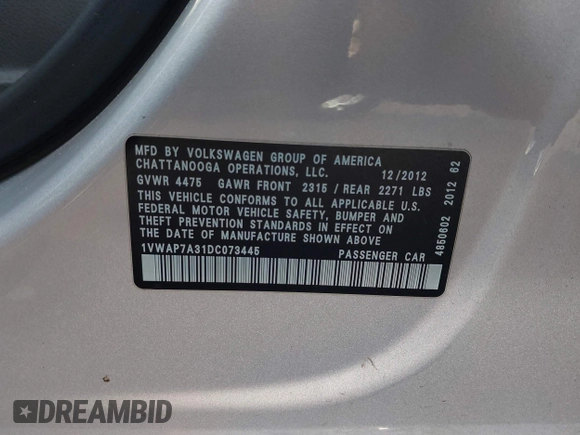 MFD BY VOLKSWAGEN GROUP OF AMERICA
CHATTANOOGA OPERATIONS, LLC. 12/2012
GVWR 4475 GAWR FRONT 2315/REAR 2271 LBS
THIS VEHICLE CONFORMS TO ALL APPLICABLE U.S.
FEDERAL MOTOR VEHICLE SAFETY, BUMPER AND
THEFT PREVENTION STANDARDS IN EFFECT ON
THE DATE OF MANUFACTURE SHOWN ABOVE.
1VWAP7A31DC073445 PASSENGER CAR
4850602 2012 62
DREAMBID